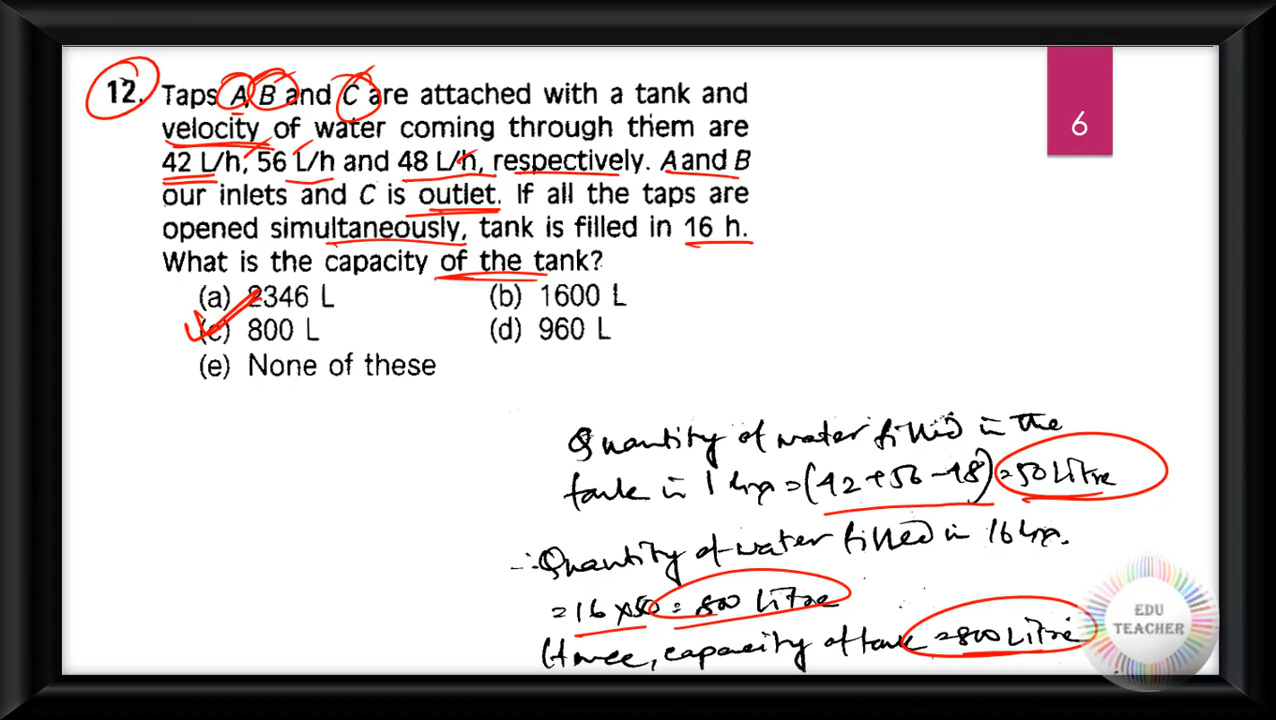 12. Taps A B and C are attached with a tank and
velocity of water coming through them are
42 L/h, 56 L/h and 48 L/h, respectively. A and B
our inlets and C is outlet. If all the taps are
opened simultaneously, tank is filled in 16 h.
What is the capacity of the tank?
(a) 2346 L (b) 1600 L
(c) 800 L (d) 960 L
(e) None of these
6
Quantity of water filled in the
tank in 1 hrs = (42+56-48) = 50 Litre
∴ Quantity of water filled in 16 hrs.
= 16 × 50 = 800 Litre
Hence, capacity of tank = 800 Litre
EDU
TEACHER